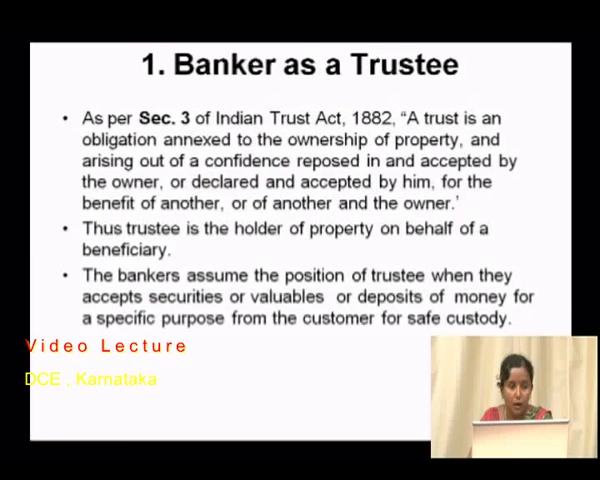 1. Banker as a Trustee
• As per Sec. 3 of Indian Trust Act, 1882, “A trust is an
obligation annexed to the ownership of property, and
arising out of a confidence reposed in and accepted by
the owner, or declared and accepted by him, for the
benefit of another, or of another and the owner.’
• Thus trustee is the holder of property on behalf of a
beneficiary.
• The bankers assume the position of trustee when they
accepts securities or valuables or deposits of money for
a specific purpose from the customer for safe custody.
Video Lecture
DCE , Karnataka